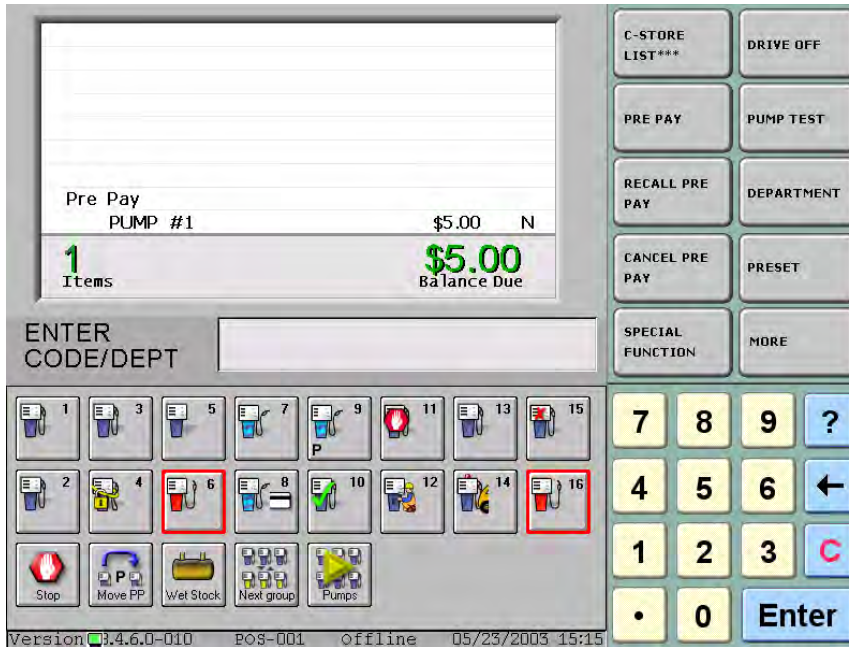 Pre Pay
PUMP #1 $5.00 N
1 $5.00
Items Balance Due
ENTER
CODE/DEPT
C-STORE
LIST***
DRIVE OFF
PRE PAY
PUMP TEST
RECALL PRE
PAY
DEPARTMENT
CANCEL PRE
PAY
PRESET
SPECIAL
FUNCTION
MORE
1 3 5 7 9 11 13 15
P
2 4 6 8 10 12 14 16
P
Stop Move PP Wet Stock Next group Pumps
7 8 9 ?
4 5 6 ←
1 2 3 C
• 0 Enter
Version .4.6.0-010 POS-001 Offline 05/23/2003 15:15